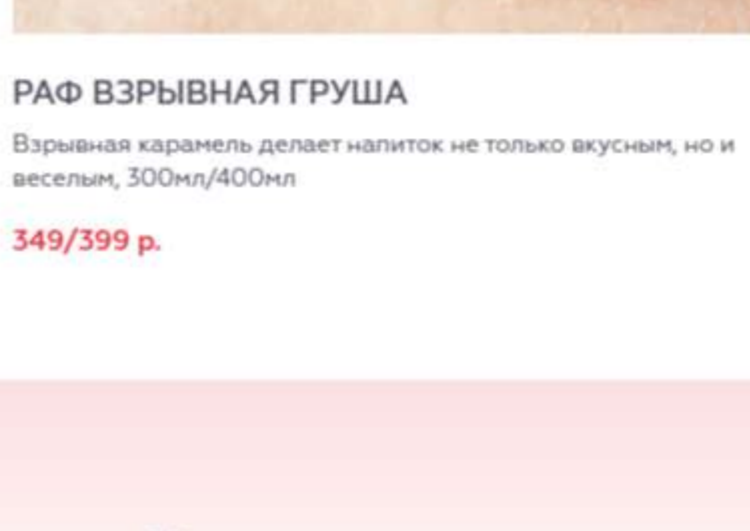 РАФ ВЗРЫВНАЯ ГРУША
Взрывная карамель делает напиток не только вкусным, но и
веселым, 300мл/400мл
349/399 р.